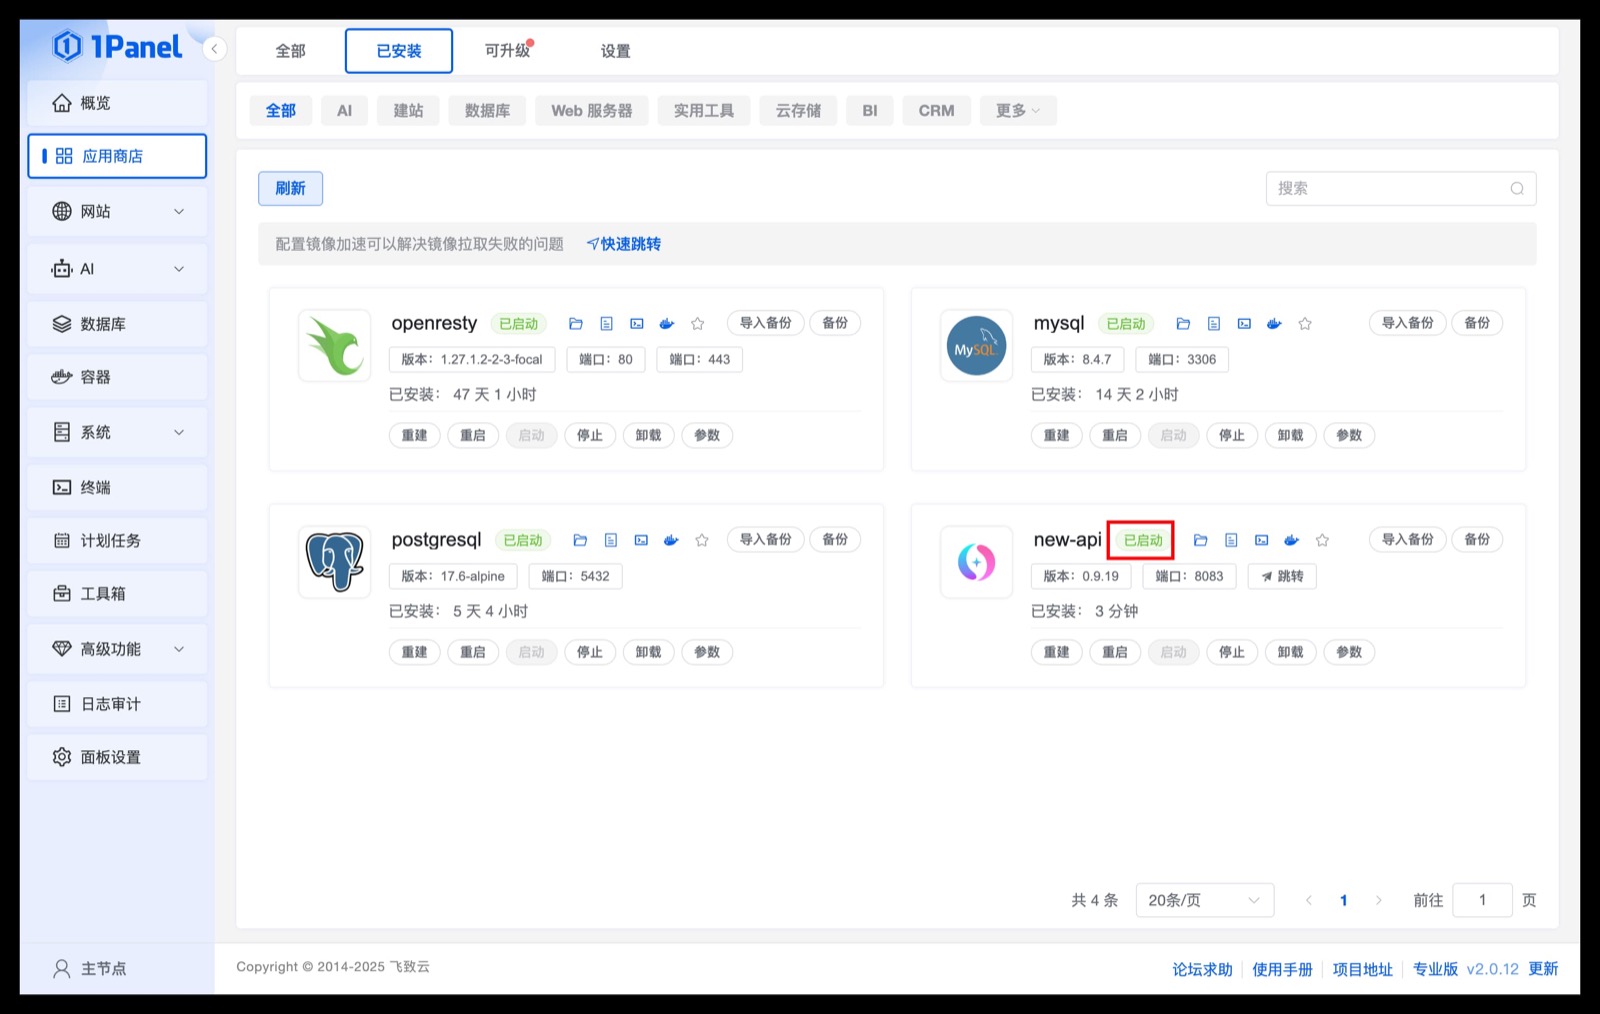 1Panel
全部 已安装 可升级 设置
概览
全部 AI 建站 数据库 Web 服务器 实用工具 云存储 BI CRM 更多
应用商店
刷新
搜索
网站
配置镜像加速可以解决镜像拉取失败的问题 快速跳转
AI
数据库
容器
系统
终端
计划任务
工具箱
高级功能
日志审计
面板设置
openresty 已启动 导入备份 备份
版本：1.27.1.2-2-3-focal 端口：80 端口：443
已安装： 47 天 1 小时
重建 重启 启动 停止 卸载 参数
mysql 已启动 导入备份 备份
MySQL
版本：8.4.7 端口：3306
已安装： 14 天 2 小时
重建 重启 启动 停止 卸载 参数
postgresql 已启动 导入备份 备份
版本：17.6-alpine 端口：5432
已安装： 5 天 4 小时
重建 重启 启动 停止 卸载 参数
new-api 已启动 导入备份 备份
版本：0.9.19 端口：8083 跳转
已安装： 3 分钟
重建 重启 启动 停止 卸载 参数
共 4 条 20条/页 1 前往 1 页
主节点
Copyright © 2014-2025 飞致云
论坛求助 使用手册 项目地址 专业版 v2.0.12 更新